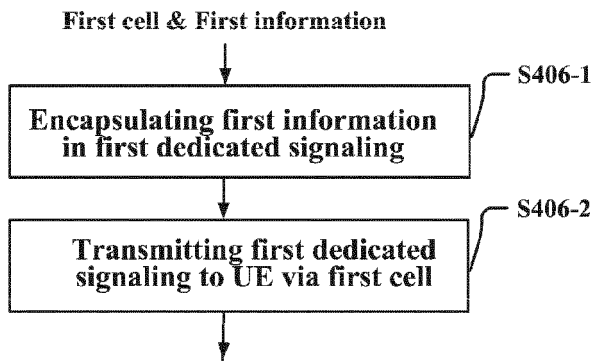 First cell & First information
S406-1
Encapsulating first information
in first dedicated signaling
S406-2
Transmitting first dedicated
signaling to UE via first cell